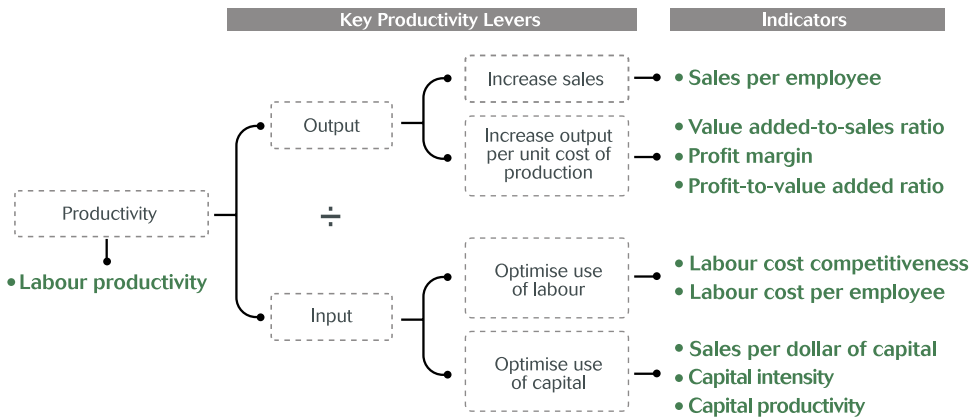 Key Productivity Levers
Indicators
Increase sales
• Sales per employee
Output
Increase output
per unit cost of
production
• Value added-to-sales ratio
• Profit margin
• Profit-to-value added ratio
Productivity
÷
• Labour productivity
Optimise use
of labour
• Labour cost competitiveness
• Labour cost per employee
Input
Optimise use
of capital
• Sales per dollar of capital
• Capital intensity
• Capital productivity